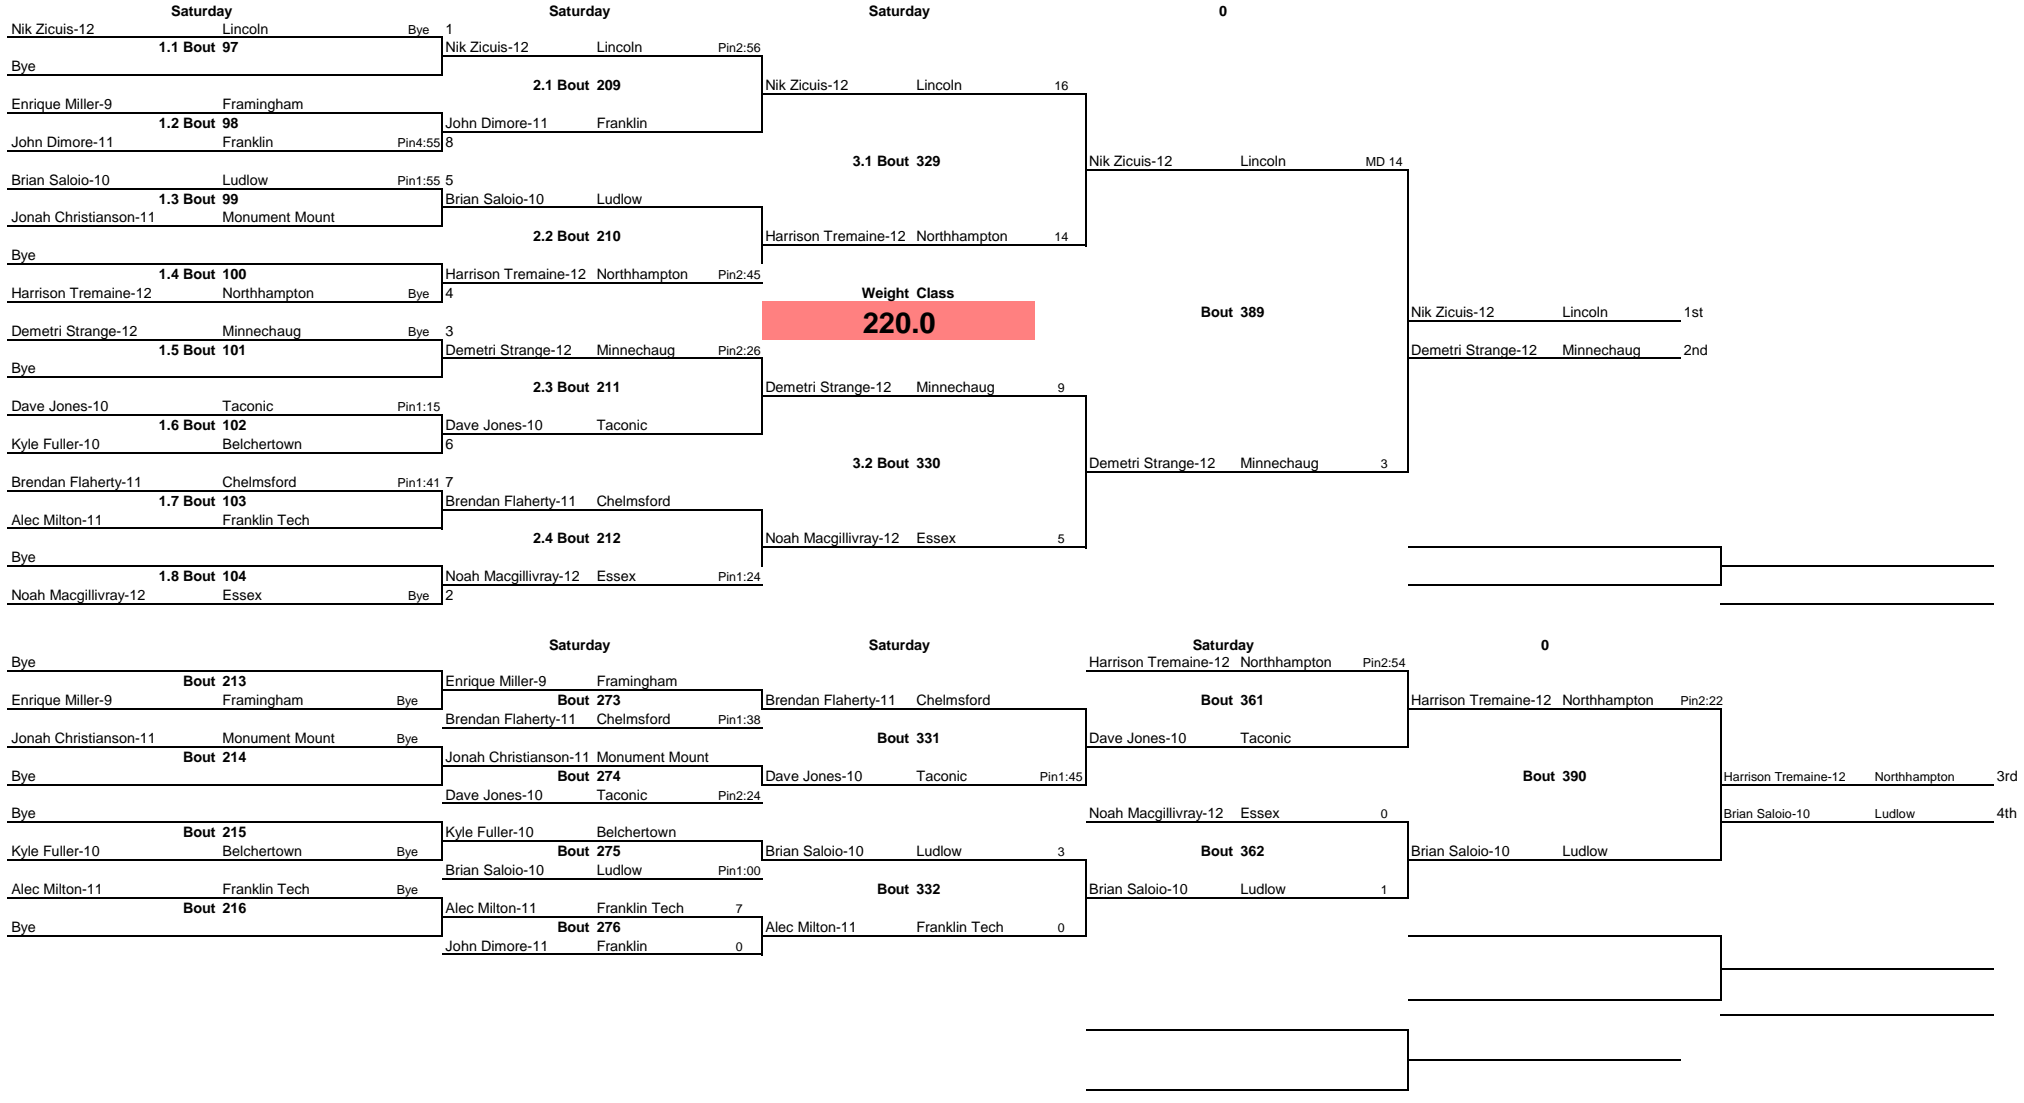 Saturday Saturday Saturday 0
Nik Zicuis-12 Lincoln Bye 1
1.1 Bout 97 Nik Zicuis-12 Lincoln Pin2:56
Bye
2.1 Bout 209 Nik Zicuis-12 Lincoln 16
Enrique Miller-9 Framingham
1.2 Bout 98 John Dimore-11 Franklin
John Dimore-11 Franklin Pin4:55 8
3.1 Bout 329 Nik Zicuis-12 Lincoln MD 14
Brian Saloio-10 Ludlow Pin1:55 5
1.3 Bout 99 Brian Saloio-10 Ludlow
Jonah Christianson-11 Monument Mount
2.2 Bout 210 Harrison Tremaine-12 Northhampton 14
Bye
1.4 Bout 100 Harrison Tremaine-12 Northhampton Pin2:45
Harrison Tremaine-12 Northhampton Bye 4 Weight Class
220.0 Bout 389 Nik Zicuis-12 Lincoln 1st
Demetri Strange-12 Minnechaug Bye 3
1.5 Bout 101 Demetri Strange-12 Minnechaug Pin2:26 Demetri Strange-12 Minnechaug 2nd
Bye
2.3 Bout 211 Demetri Strange-12 Minnechaug 9
Dave Jones-10 Taconic Pin1:15
1.6 Bout 102 Dave Jones-10 Taconic
Kyle Fuller-10 Belchertown 6
3.2 Bout 330 Demetri Strange-12 Minnechaug 3
Brendan Flaherty-11 Chelmsford Pin1:41 7
1.7 Bout 103 Brendan Flaherty-11 Chelmsford
Alec Milton-11 Franklin Tech
2.4 Bout 212 Noah Macgillivray-12 Essex 5
Bye
1.8 Bout 104 Noah Macgillivray-12 Essex Pin1:24
Noah Macgillivray-12 Essex Bye 2
Saturday Saturday Saturday 0
Bye Harrison Tremaine-12 Northhampton Pin2:54
Bout 213 Enrique Miller-9 Framingham
Enrique Miller-9 Framingham Bye Bout 273 Brendan Flaherty-11 Chelmsford Bout 361 Harrison Tremaine-12 Northhampton Pin2:22
Brendan Flaherty-11 Chelmsford Pin1:38
Jonah Christianson-11 Monument Mount Bye Bout 331 Dave Jones-10 Taconic
Bout 214 Jonah Christianson-11 Monument Mount
Bye Bout 274 Dave Jones-10 Taconic Pin1:45 Bout 390 Harrison Tremaine-12 Northhampton 3rd
Dave Jones-10 Taconic Pin2:24
Bye Noah Macgillivray-12 Essex 0 Brian Saloio-10 Ludlow 4th
Bout 215 Kyle Fuller-10 Belchertown
Kyle Fuller-10 Belchertown Bye Bout 275 Brian Saloio-10 Ludlow 3 Bout 362 Brian Saloio-10 Ludlow
Brian Saloio-10 Ludlow Pin1:00
Alec Milton-11 Franklin Tech Bye Bout 332 Brian Saloio-10 Ludlow 1
Bout 216 Alec Milton-11 Franklin Tech 7
Bye Bout 276 Alec Milton-11 Franklin Tech 0
John Dimore-11 Franklin 0